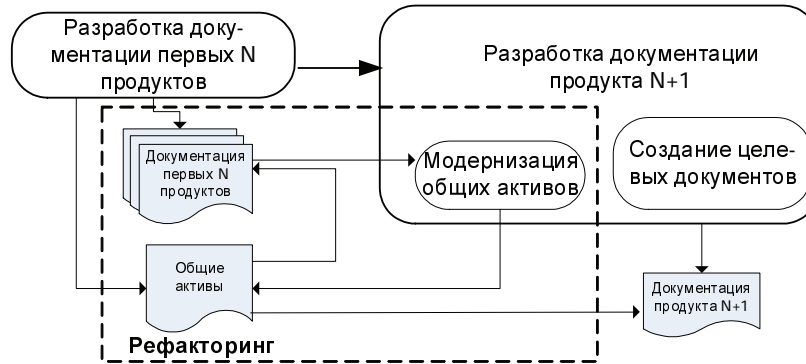 Разработка доку-
ментации первых N
продуктов
Разработка документации
продукта N+1
Документация
первых N
продуктов
Модернизация
общих активов
Создание целе-
вых документов
Общие
активы
Документация
продукта N+1
Рефакторинг